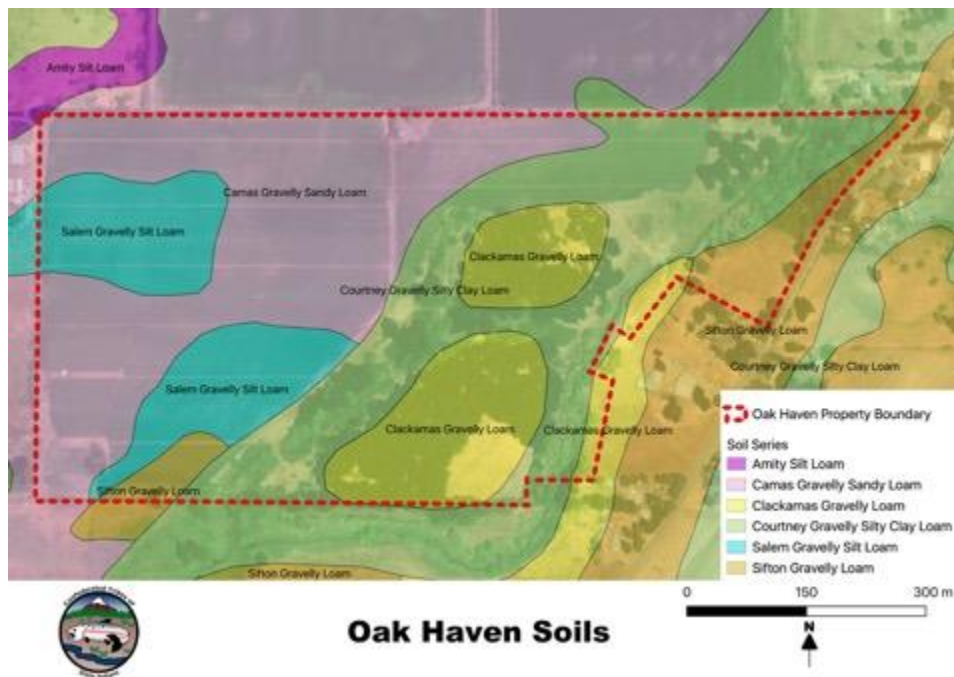 Amity Silt Loam
Camas Gravelly Sandy Loam
Salem Gravelly Silt Loam
Clackamas Gravelly Loam
Courtney Gravelly Silty Clay Loam
Sifton Gravelly Loam
Courtney Gravelly Silty Clay Loam
Salem Gravelly Silt Loam
Clackamas Gravelly Loam
Clackamas Gravelly Loam
Sifton Gravelly Loam
Sifton Gravelly Loam
Oak Haven Property Boundary
Soil Series
Amity Silt Loam
Camas Gravelly Sandy Loam
Clackamas Gravelly Loam
Courtney Gravelly Silty Clay Loam
Salem Gravelly Silt Loam
Sifton Gravelly Loam
0 150 300 m
N
Oak Haven Soils